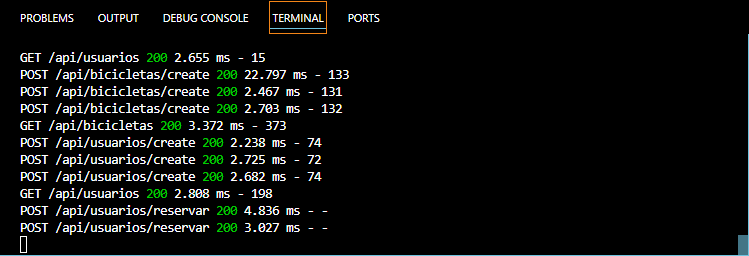 PROBLEMS OUTPUT DEBUG CONSOLE TERMINAL PORTS
GET /api/usuarios 200 2.655 ms - 15
POST /api/bicicletas/create 200 22.797 ms - 133
POST /api/bicicletas/create 200 2.467 ms - 131
POST /api/bicicletas/create 200 2.703 ms - 132
GET /api/bicicletas 200 3.372 ms - 373
POST /api/usuarios/create 200 2.238 ms - 74
POST /api/usuarios/create 200 2.725 ms - 72
POST /api/usuarios/create 200 2.682 ms - 74
GET /api/usuarios 200 2.808 ms - 198
POST /api/usuarios/reservar 200 4.836 ms - -
POST /api/usuarios/reservar 200 3.027 ms - -